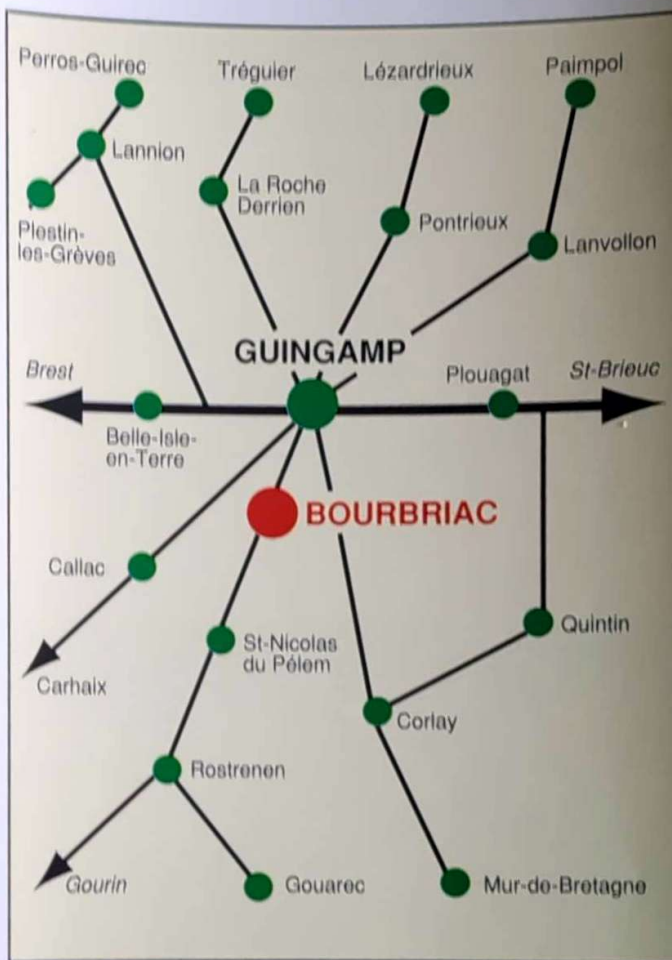 Perros-Guirec
Tréguier
Lézardrieux
Paimpol
Lannion
La Roche
Derrien
Plestin-
les-Grèves
Pontrieux
Lanvollon
GUINGAMP
Brest
Plouagat
St-Brieuc
Belle-Isle-
en-Terre
BOURBRIAC
Callac
Carhaix
St-Nicolas
du Pélem
Quintin
Corlay
Rostrenen
Gourin
Gouarec
Mur-de-Bretagne